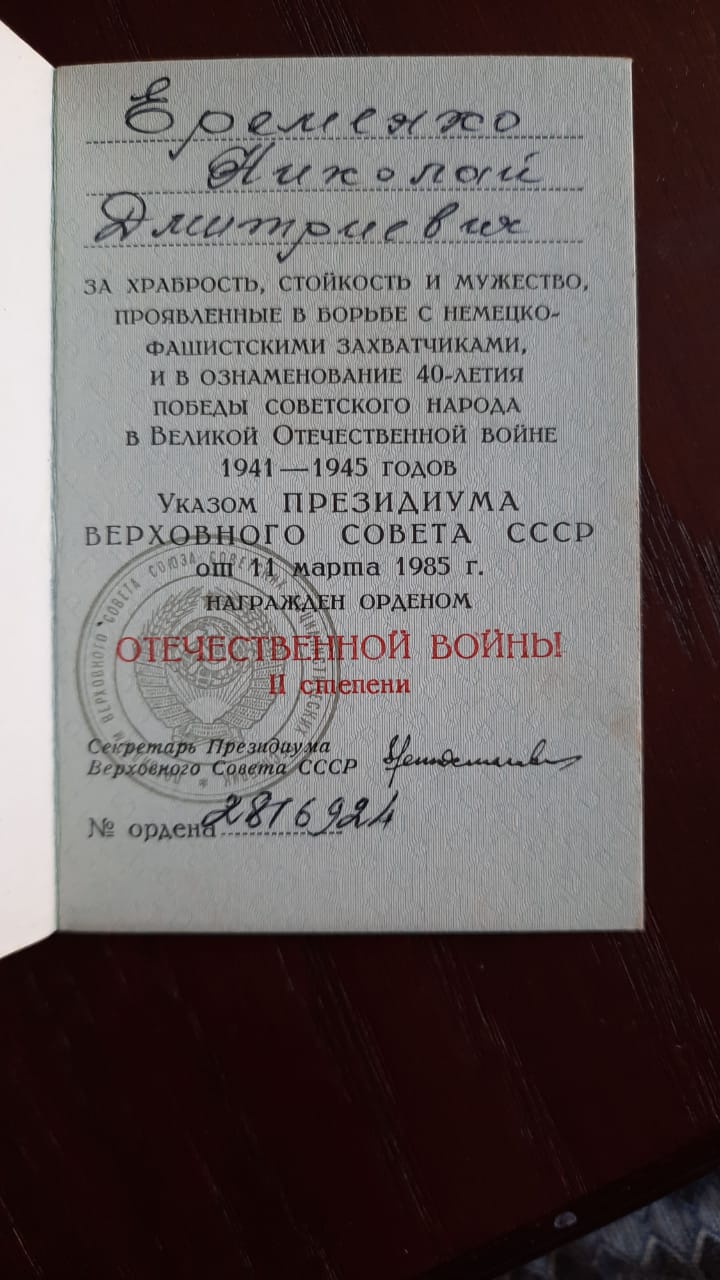 Еременко
Николай
Дмитриевич
ЗА ХРАБРОСТЬ, СТОЙКОСТЬ И МУЖЕСТВО,
ПРОЯВЛЕННЫЕ В БОРЬБЕ С НЕМЕЦКО-
ФАШИСТСКИМИ ЗАХВАТЧИКАМИ,
И В ОЗНАМЕНОВАНИЕ 40-ЛЕТИЯ
ПОБЕДЫ СОВЕТСКОГО НАРОДА
В ВЕЛИКОЙ ОТЕЧЕСТВЕННОЙ ВОЙНЕ
1941—1945 ГОДОВ
УКАЗОМ ПРЕЗИДИУМА
ВЕРХОВНОГО СОВЕТА СССР
от 11 марта 1985 г.
НАГРАЖДЕН ОРДЕНОМ
ОТЕЧЕСТВЕННОЙ ВОЙНЫ
II степени
Секретарь Президиума
Верховного Совета СССР
№ ордена 2816924